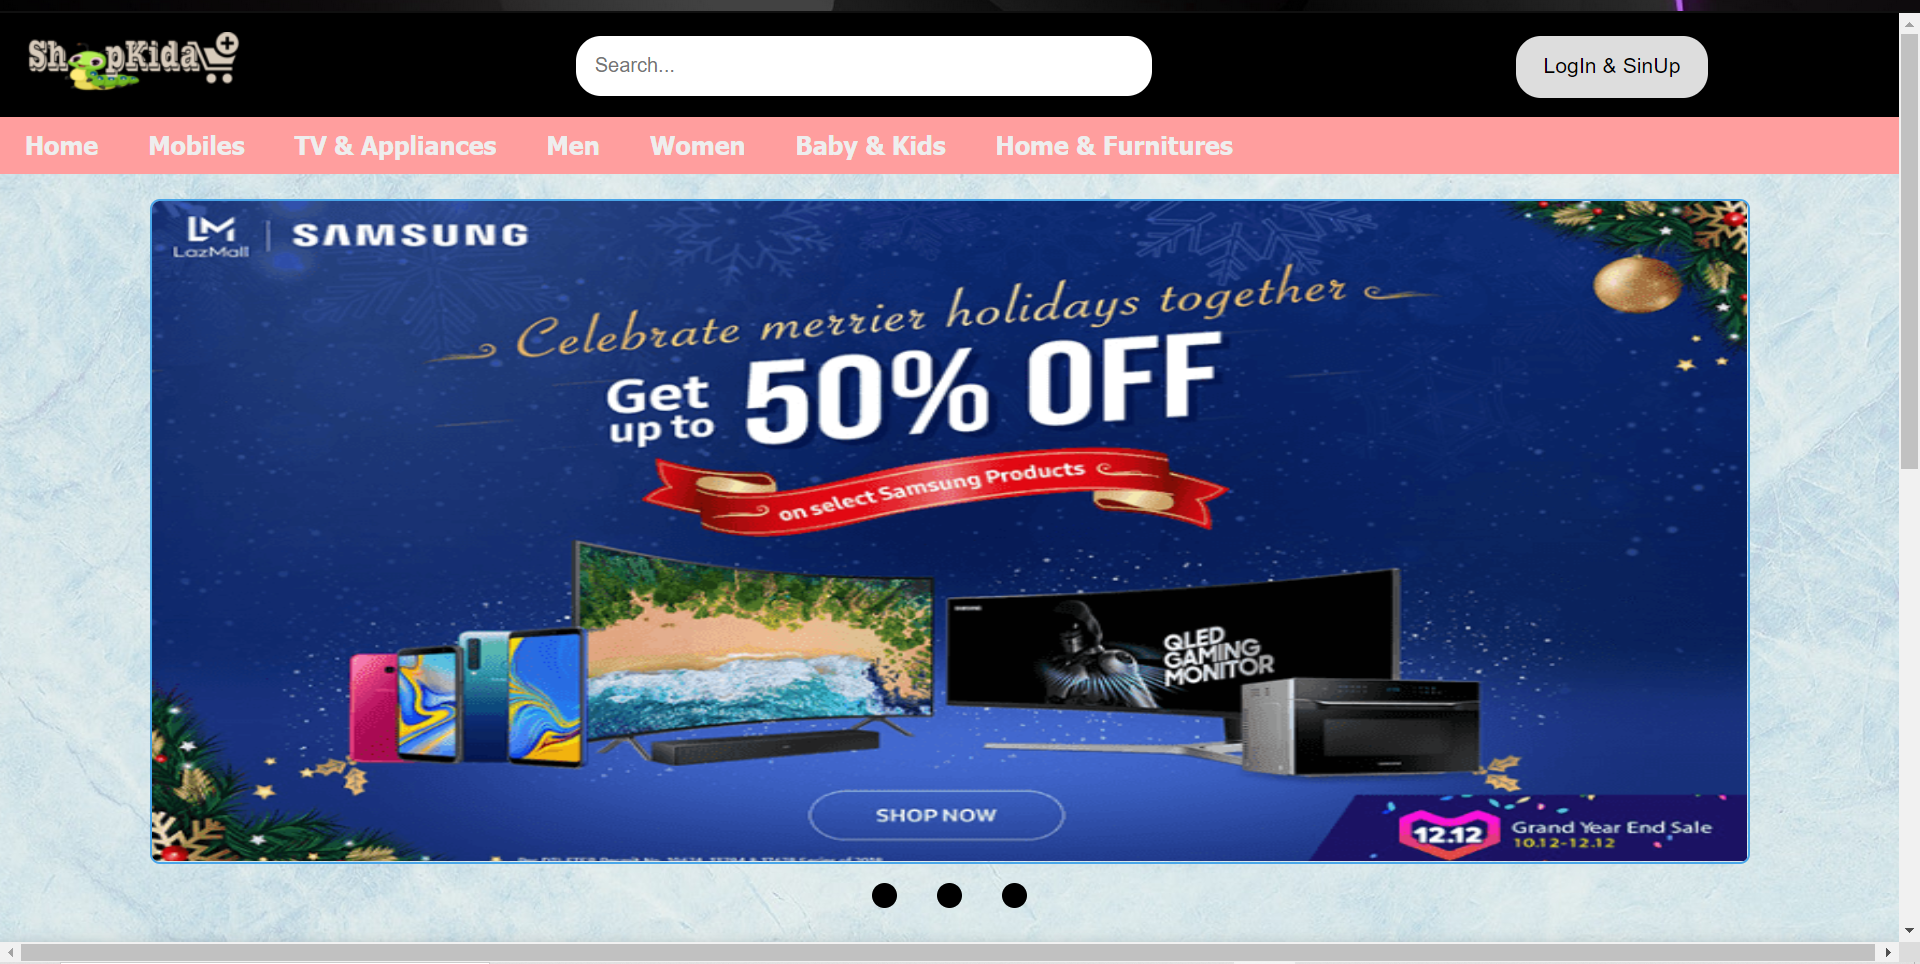 ShopKida
Search...
LogIn & SinUp
Home Mobiles TV & Appliances Men Women Baby & Kids Home & Furnitures
LM
LazMall
SAMSUNG
Celebrate merrier holidays together
Get
up to
50% OFF
on select Samsung Products
SAMSUNG
QLED
GAMING
MONITOR
SHOP NOW
12.12
Grand Year End Sale
10.12-12.12